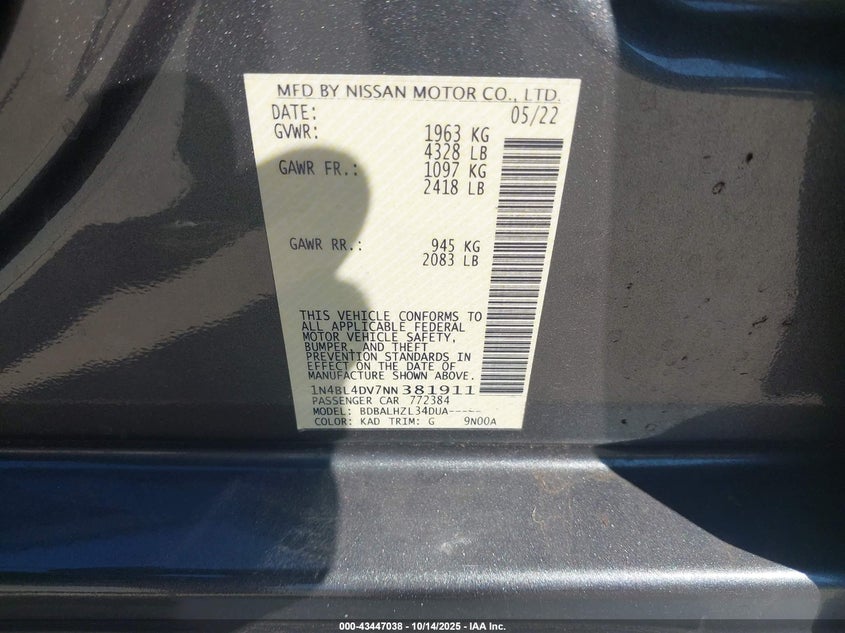 MFD BY NISSAN MOTOR CO., LTD.
DATE: 05/22
GVWR: 1963 KG
4328 LB
GAWR FR.: 1097 KG
2418 LB
GAWR RR.: 945 KG
2083 LB
THIS VEHICLE CONFORMS TO
ALL APPLICABLE FEDERAL
MOTOR VEHICLE SAFETY,
BUMPER, AND THEFT
PREVENTION STANDARDS IN
EFFECT ON THE DATE OF
MANUFACTURE SHOWN ABOVE.
1N4BL4DV7NN381911
PASSENGER CAR 772384
MODEL: BDBALHZL34DUA-----
COLOR: KAD TRIM: G 9N00A
000-43447038 - 10/14/2025 - IAA Inc.